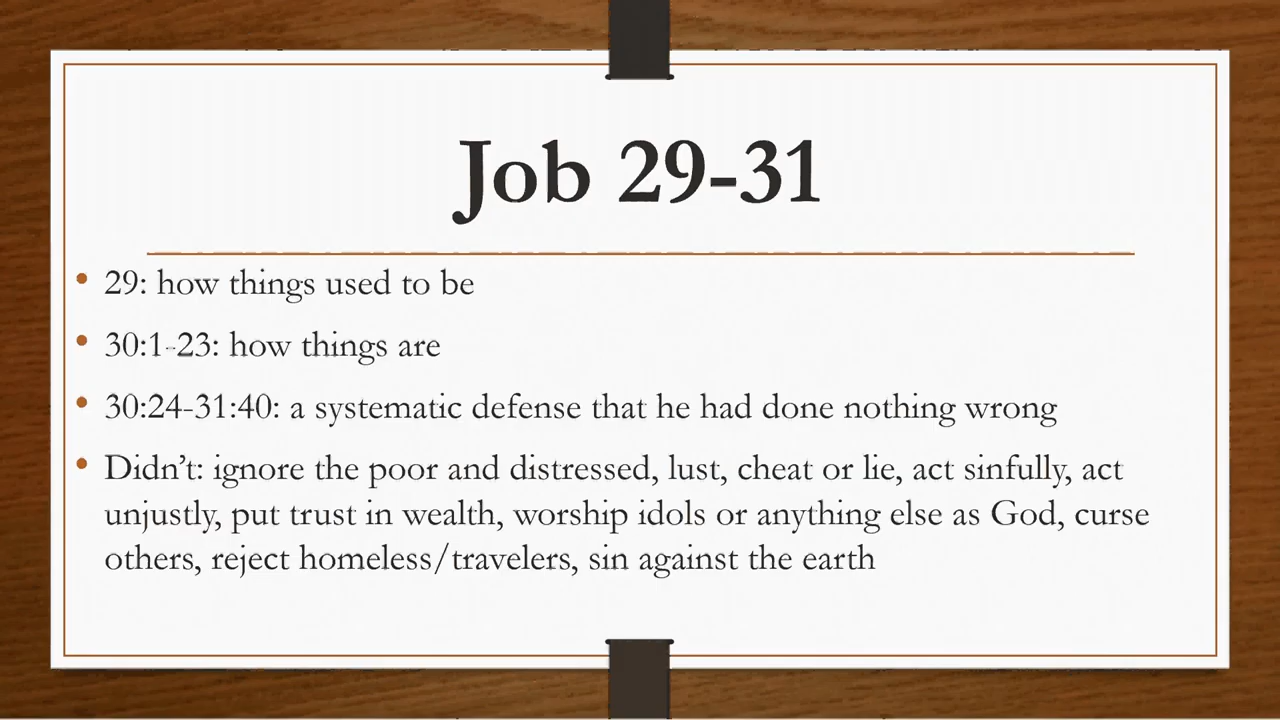 Job 29-31
• 29: how things used to be
• 30:1-23: how things are
• 30:24-31:40: a systematic defense that he had done nothing wrong
• Didn’t: ignore the poor and distressed, lust, cheat or lie, act sinfully, act
unjustly, put trust in wealth, worship idols or anything else as God, curse
others, reject homeless/travelers, sin against the earth